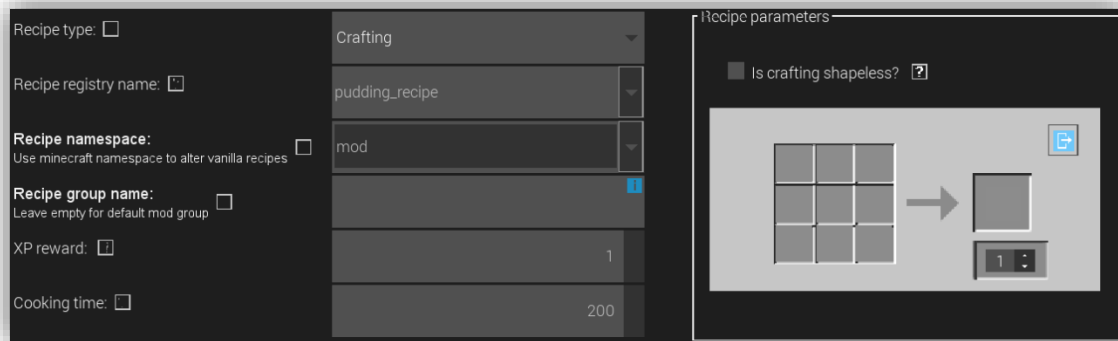 Recipe type:
Crafting
Recipe registry name:
pudding_recipe
Recipe namespace:
Use minecraft namespace to alter vanilla recipes
mod
Recipe group name:
Leave empty for default mod group
i
XP reward:
1
Cooking time:
200
Recipe parameters
Is crafting shapeless? ?
1